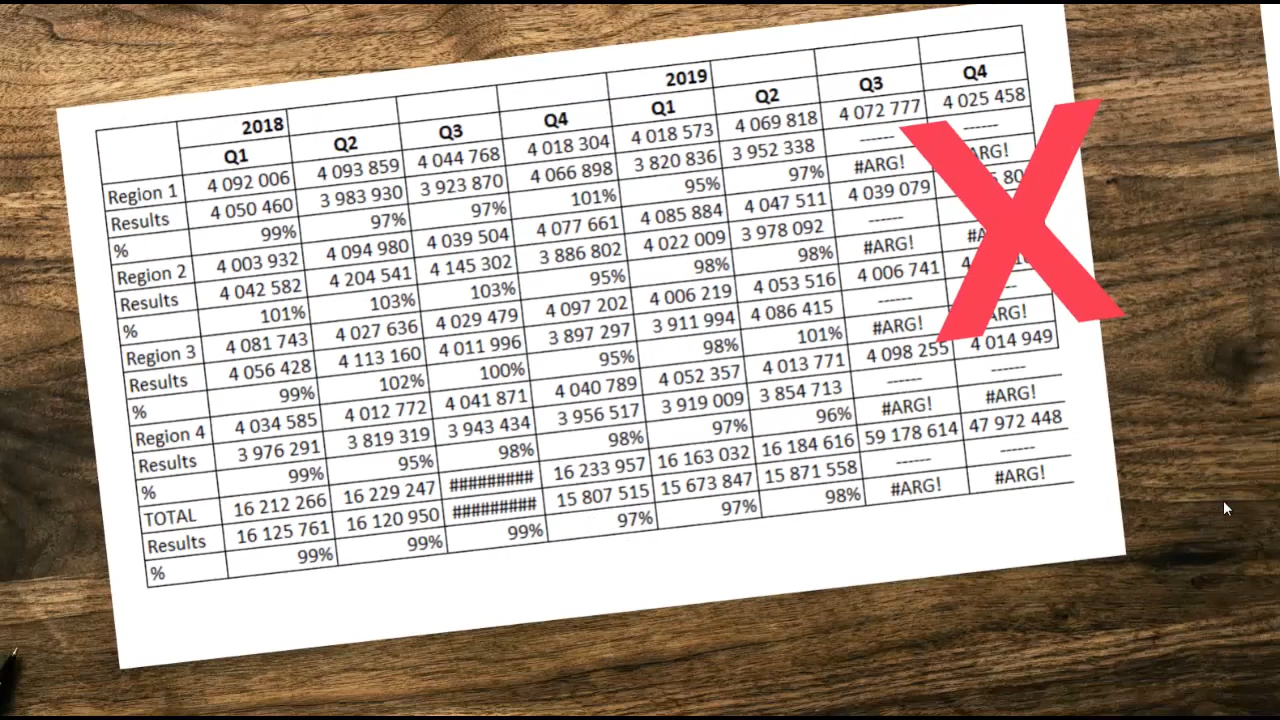 2018 2019
Q1 Q2 Q3 Q4 Q1 Q2 Q3 Q4
Region 1 4 092 006 4 093 859 4 044 768 4 018 304 4 018 573 4 069 818 4 072 777 4 025 458
Results 4 050 460 3 983 930 3 923 870 4 066 898 3 820 836 3 952 338 ------ ------
% 99% 97% 97% 101% 95% 97% #ARG! ARG!
Region 2 4 003 932 4 094 980 4 039 504 4 077 661 4 085 884 4 047 511 4 039 079
Results 4 042 582 4 204 541 4 145 302 3 886 802 4 022 009 3 978 092 ------
% 101% 103% 103% 95% 98% 98% #ARG!
Region 3 4 081 743 4 027 636 4 029 479 4 097 202 4 006 219 4 053 516 4 006 741
Results 4 056 428 4 113 160 4 011 996 3 897 297 3 911 994 4 086 415 ------ ------
% 99% 102% 100% 95% 98% 101% #ARG! ARG!
Region 4 4 034 585 4 012 772 4 041 871 4 040 789 4 052 357 4 013 771 4 098 255 4 014 949
Results 3 976 291 3 819 319 3 943 434 3 956 517 3 919 009 3 854 713 ------ ------
% 99% 95% 98% 98% 97% 96% #ARG! #ARG!
TOTAL 16 212 266 16 229 247 ######### 16 233 957 16 163 032 16 184 616 59 178 614 47 972 448
Results 16 125 761 16 120 950 ######### 15 807 515 15 673 847 15 871 558 ------ ------
% 99% 99% 99% 97% 97% 98% #ARG! #ARG!